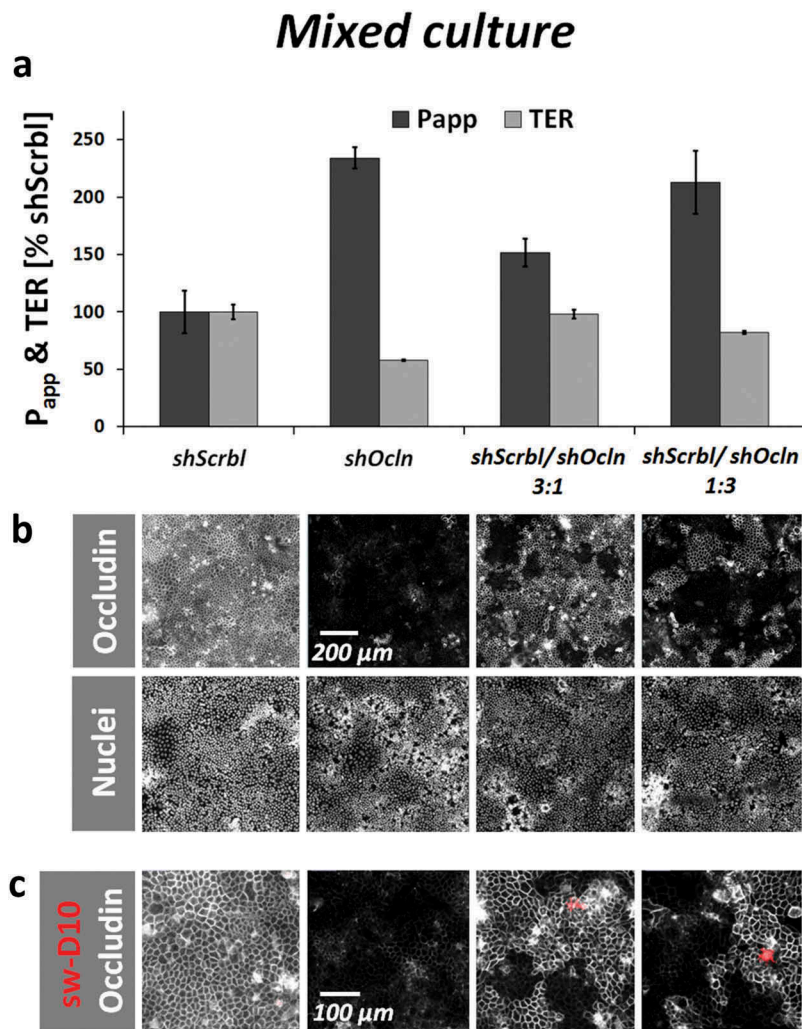 Mixed culture
a
Papp TER
Papp & TER [% shScrbl]
250
200
150
100
50
0
shScrbl shOcln shScrbl/ shOcln shScrbl/ shOcln
3:1 1:3
b
Occludin
200 µm
Nuclei
c
sw-D10
Occludin
100 µm